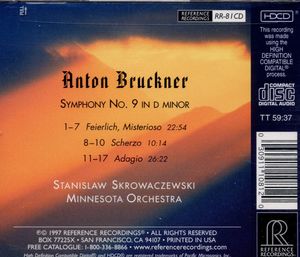 REFERENCE
RECORDINGS
RR-81CD
HDCD
This recording
was made
using the
HIGH
DEFINITION
COMPATIBLE
DIGITAL®
process.
COMPACT
disc
DIGITAL AUDIO
TT 59:37
Anton Bruckner
SYMPHONY NO. 9 IN D MINOR
1–7 Feierlich, Misterioso 22:54
8–10 Scherzo 10:14
11–17 Adagio 26:22
STANISLAW SKROWACZEWSKI
MINNESOTA ORCHESTRA
© ℗ 1997 REFERENCE RECORDINGS® ALL RIGHTS RESERVED
BOX 77225X • SAN FRANCISCO, CA 94107 • PRINTED IN USA
FREE CATALOGUE: 1-800-336-8866 • www.referencerecordings.com
RR
REFERENCE
RECORDINGS